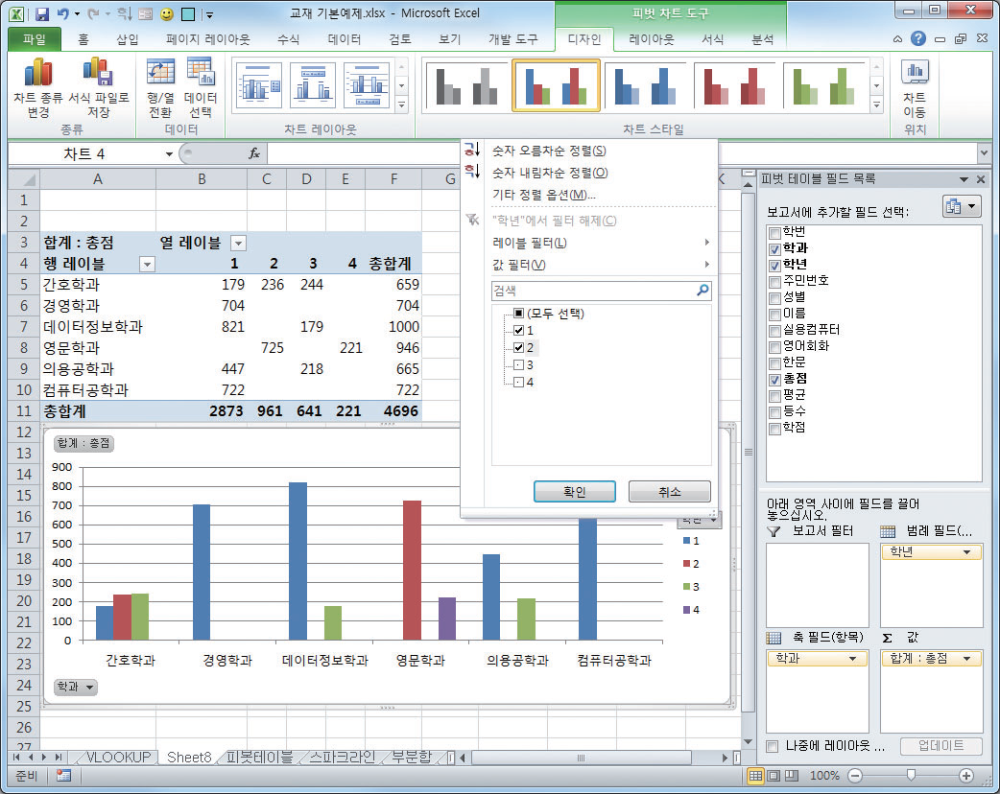 교재 기본예제.xlsx - Microsoft Excel
피벗 차트 도구
파일 홈 삽입 페이지 레이아웃 수식 데이터 검토 보기 개발 도구 디자인 레이아웃 서식 분석
차트 종류 변경
서식 파일로 저장
행/열 전환
데이터 선택
차트 이동
종류 데이터 차트 레이아웃 차트 스타일 위치
차트 4 fx
A B C D E F G K
1
2
3 합계 : 총점 열 레이블
4 행 레이블 1 2 3 4 총합계
5 간호학과 179 236 244 659
6 경영학과 704 704
7 데이터정보학과 821 179 1000
8 영문학과 725 221 946
9 의용공학과 447 218 665
10 컴퓨터공학과 722 722
11 총합계 2873 961 641 221 4696
12
13
14
15
16
17
18
19
20
21
22
23
24
25
26
27
숫자 오름차순 정렬(S)
숫자 내림차순 정렬(O)
기타 정렬 옵션(M)...
"학년"에서 필터 해제(C)
레이블 필터(L)
값 필터(V)
검색
(모두 선택)
1
2
3
4
확인 취소
합계 : 총점
900
800
700
600
500
400
300
200
100
0
간호학과 경영학과 데이터정보학과 영문학과 의용공학과 컴퓨터공학과
학년
1
2
3
4
학과
피벗 테이블 필드 목록
보고서에 추가할 필드 선택:
학번
학과
학년
주민번호
성별
이름
실용컴퓨터
영어회화
한문
총점
평균
등수
학점
아래 영역 사이에 필드를 끌어
놓으십시오.
보고서 필터 범례 필드(...
학년
축 필드(항목) Σ 값
학과 합계 : 총점
나중에 레이아웃 ... 업데이트
VLOOKUP Sheet8 피봇테이블 스파크라인 부분합
준비 100%